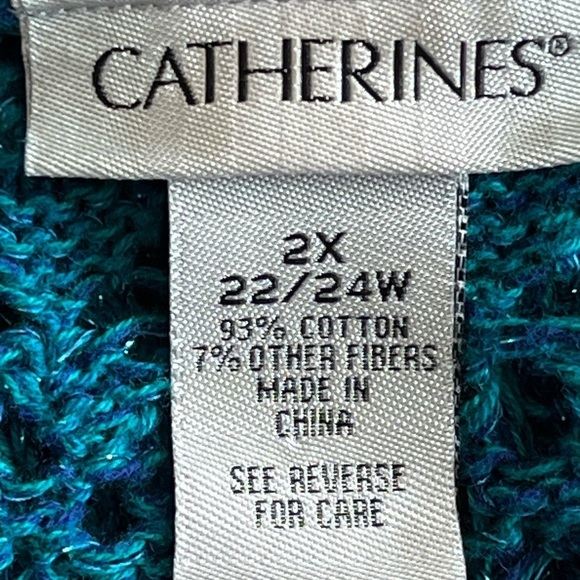 CATHERINES®
2X
22/24W
93% COTTON
7% OTHER FIBERS
MADE IN
CHINA
SEE REVERSE
FOR CARE